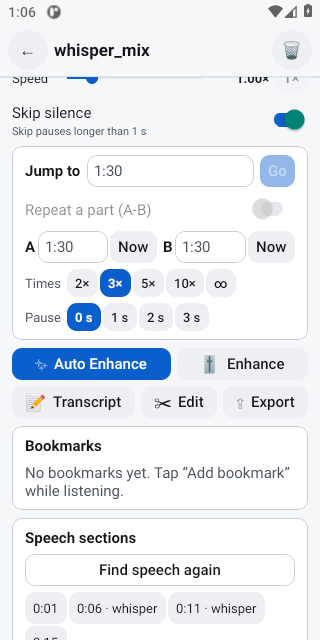 1:06
← whisper_mix
Speed 1.00× 1×
Skip silence
Skip pauses longer than 1 s
Jump to 1:30 Go
Repeat a part (A-B)
A 1:30 Now B 1:30 Now
Times 2× 3× 5× 10× ∞
Pause 0 s 1 s 2 s 3 s
Auto Enhance Enhance
Transcript Edit Export
Bookmarks
No bookmarks yet. Tap “Add bookmark”
while listening.
Speech sections
Find speech again
0:01 0:06 · whisper 0:11 · whisper